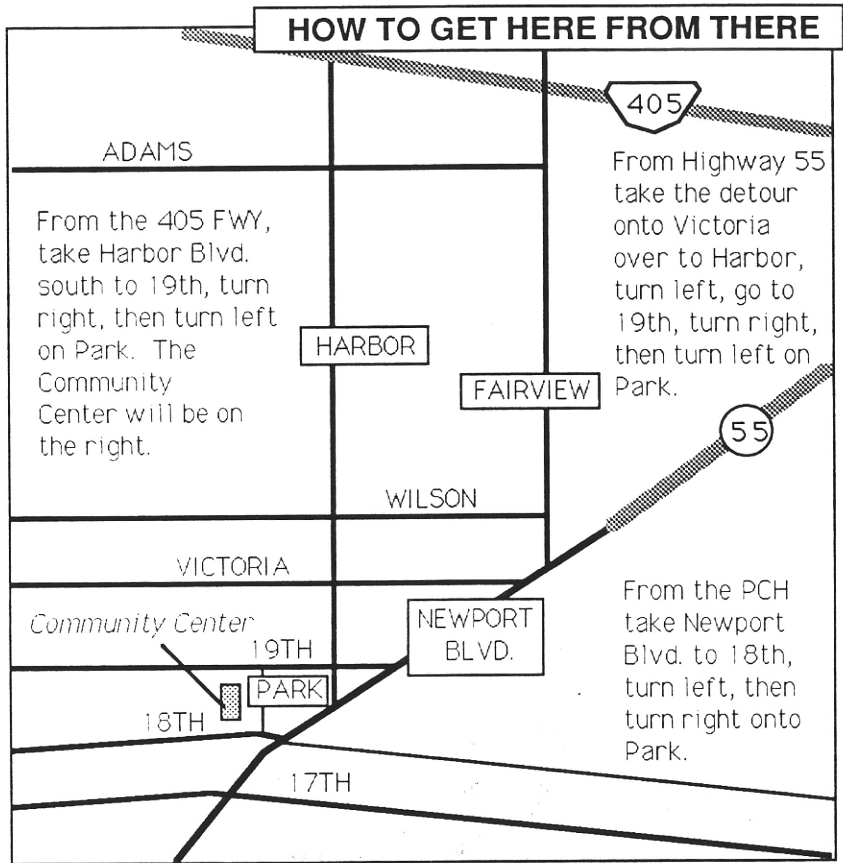 HOW TO GET HERE FROM THERE
405
ADAMS
From the 405 FWY,
take Harbor Blvd.
south to 19th, turn
right, then turn left
on Park. The
Community
Center will be on
the right.
From Highway 55
take the detour
onto Victoria
over to Harbor,
turn left, go to
19th, turn right,
then turn left on
Park.
HARBOR
FAIRVIEW
55
WILSON
VICTORIA
Community Center
19TH
PARK
18TH
NEWPORT
BLVD.
From the PCH
take Newport
Blvd. to 18th,
turn left, then
turn right onto
Park.
17TH